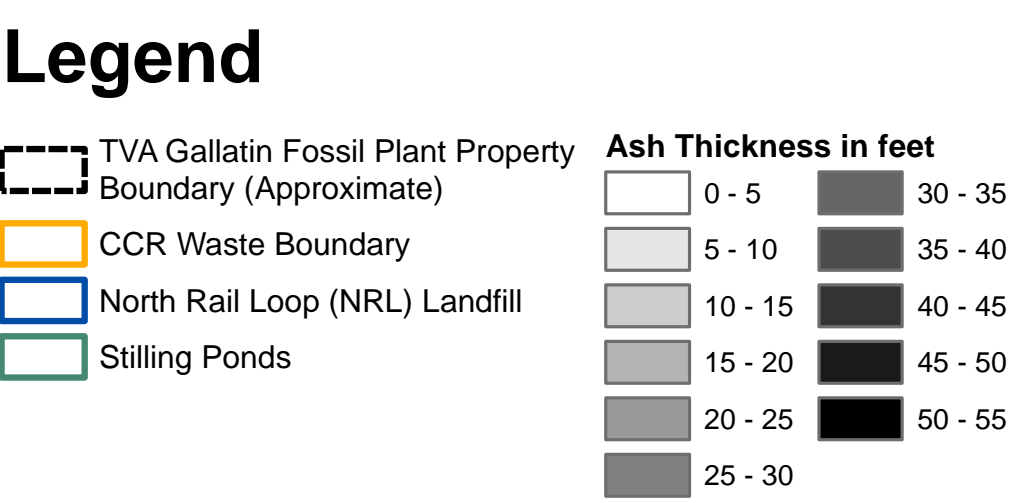 Legend
TVA Gallatin Fossil Plant Property
Boundary (Approximate)
CCR Waste Boundary
North Rail Loop (NRL) Landfill
Stilling Ponds
Ash Thickness in feet
0 - 5
5 - 10
10 - 15
15 - 20
20 - 25
25 - 30
30 - 35
35 - 40
40 - 45
45 - 50
50 - 55